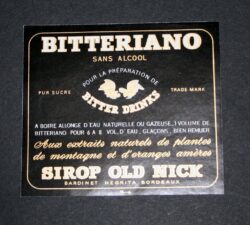 BITTERIANO
SANS ALCOOL
POUR LA PRÉPARATION DE
PUR SUCRE
TRADE MARK
BITTER DRINKS
A BOIRE ALLONGÉ D'EAU NATURELLE OU GAZEUSE, 1 VOLUME DE
BITTERIANO POUR 6 A 8 VOL. D'EAU, GLAÇONS, BIEN REMUER
Aux extraits naturels de plantes
de montagne et d'oranges amères
SIROP OLD NICK
BARDINET NEGRITA BORDEAUX